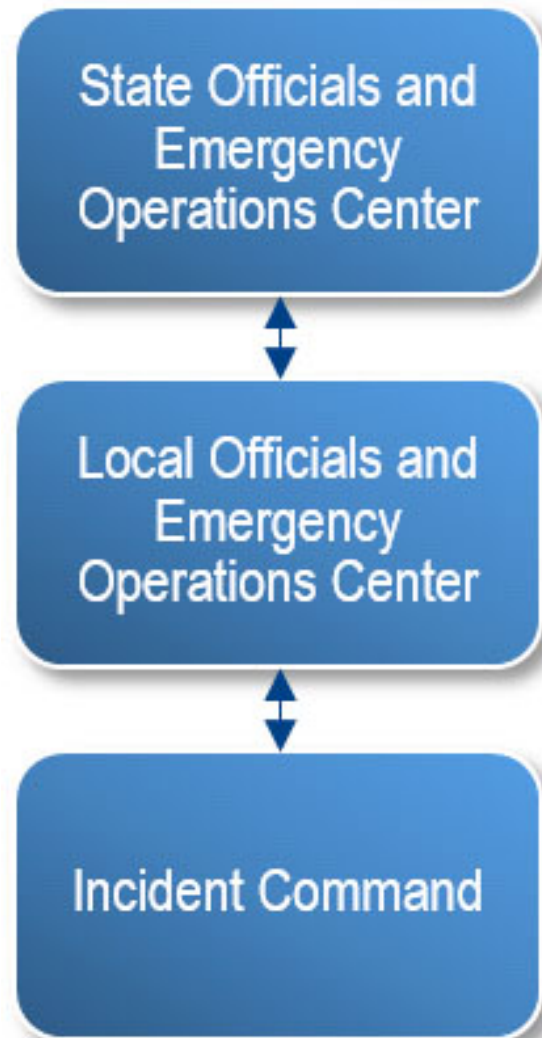 State Officials and
Emergency
Operations Center
Local Officials and
Emergency
Operations Center
Incident Command